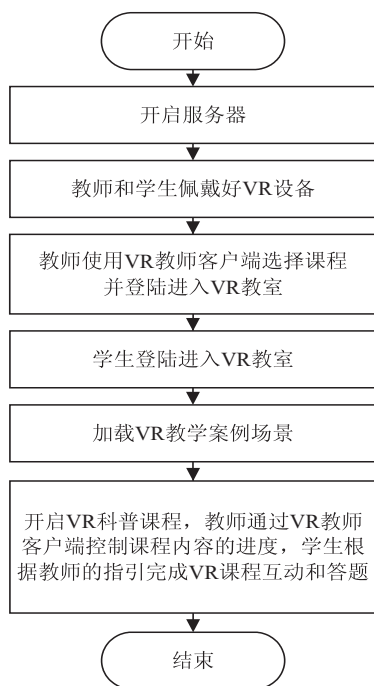 开始
开启服务器
教师和学生佩戴好VR设备
教师使用VR教师客户端选择课程
并登陆进入VR教室
学生登陆进入VR教室
加载VR教学案例场景
开启VR科普课程，教师通过VR教师
客户端控制课程内容的进度，学生根
据教师的指引完成VR课程互动和答题
结束